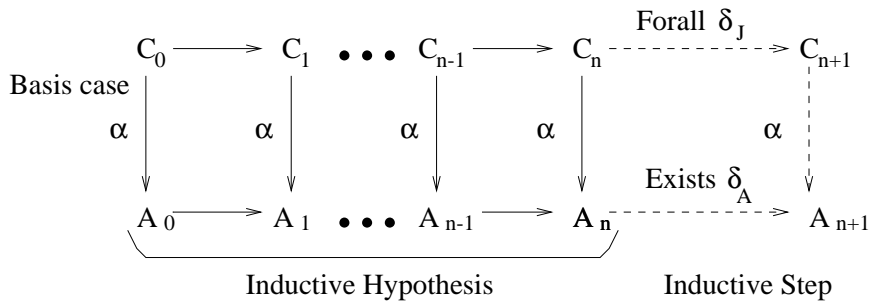 C0 C1 ••• Cn-1 Cn Forall δJ Cn+1
Basis case
α α α α α
A0 A1 ••• An-1 An Exists δA An+1
Inductive Hypothesis Inductive Step